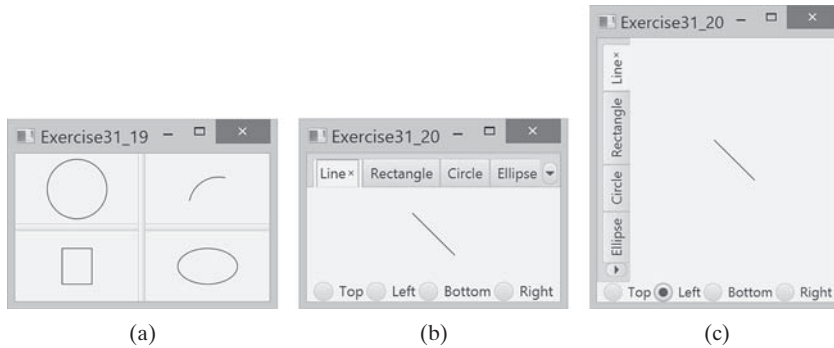 Exercise31_19
(a)
Exercise31_20
Line× Rectangle Circle Ellipse
Top Left Bottom Right
(b)
Exercise31_20
Line×
Rectangle
Circle
Ellipse
Top Left Bottom Right
(c)